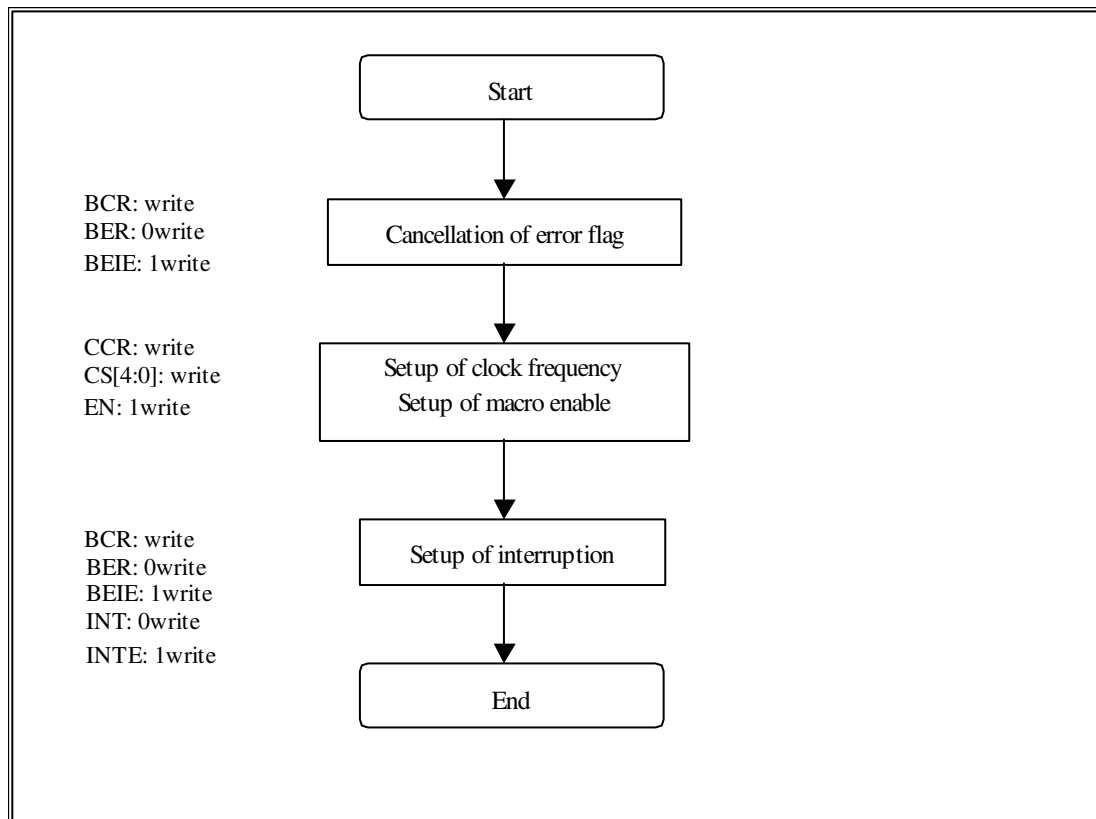 Start
BCR: write
BER: 0write
BEIE: 1write
Cancellation of error flag
CCR: write
CS[4:0]: write
EN: 1write
Setup of clock frequency
Setup of macro enable
BCR: write
BER: 0write
BEIE: 1write
INT: 0write
INTE: 1write
Setup of interruption
End